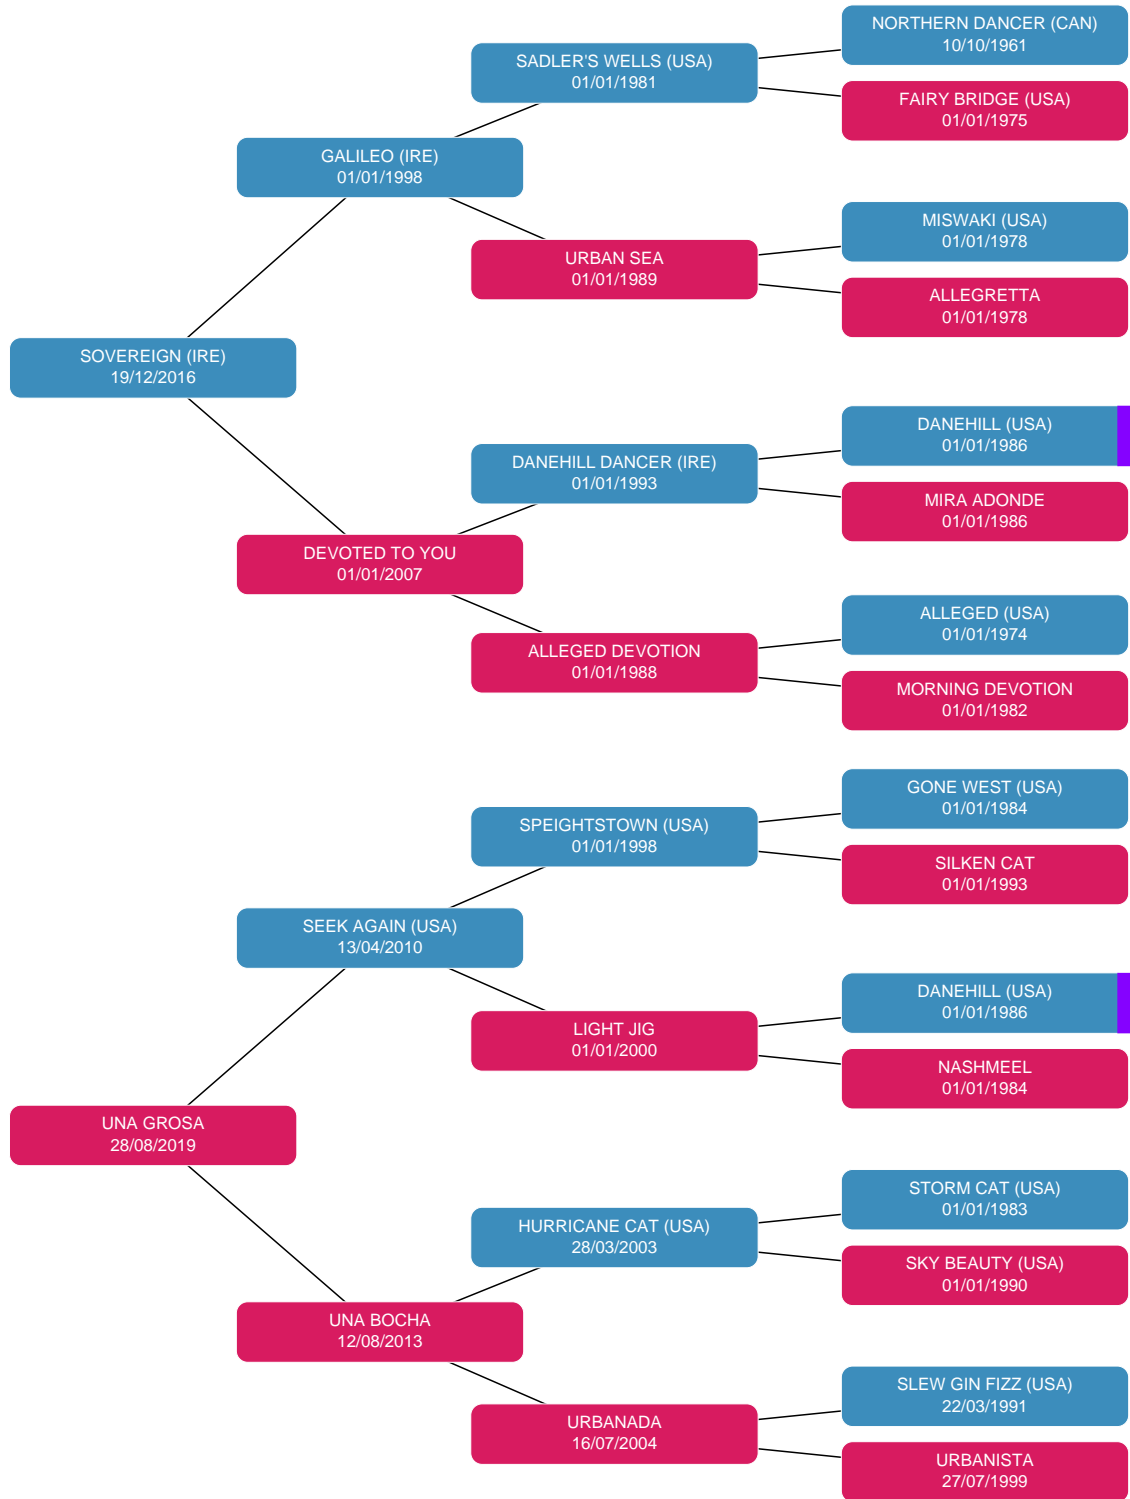 NORTHERN DANCER (CAN)
10/10/1961
SADLER'S WELLS (USA)
01/01/1981
FAIRY BRIDGE (USA)
01/01/1975
GALILEO (IRE)
01/01/1998
MISWAKI (USA)
01/01/1978
URBAN SEA
01/01/1989
ALLEGRETTA
01/01/1978
SOVEREIGN (IRE)
19/12/2016
DANEHILL (USA)
01/01/1986
DANEHILL DANCER (IRE)
01/01/1993
MIRA ADONDE
01/01/1986
DEVOTED TO YOU
01/01/2007
ALLEGED (USA)
01/01/1974
ALLEGED DEVOTION
01/01/1988
MORNING DEVOTION
01/01/1982
GONE WEST (USA)
01/01/1984
SPEIGHTSTOWN (USA)
01/01/1998
SILKEN CAT
01/01/1993
SEEK AGAIN (USA)
13/04/2010
DANEHILL (USA)
01/01/1986
LIGHT JIG
01/01/2000
NASHMEEL
01/01/1984
UNA GROSA
28/08/2019
STORM CAT (USA)
01/01/1983
HURRICANE CAT (USA)
28/03/2003
SKY BEAUTY (USA)
01/01/1990
UNA BOCHA
12/08/2013
SLEW GIN FIZZ (USA)
22/03/1991
URBANADA
16/07/2004
URBANISTA
27/07/1999